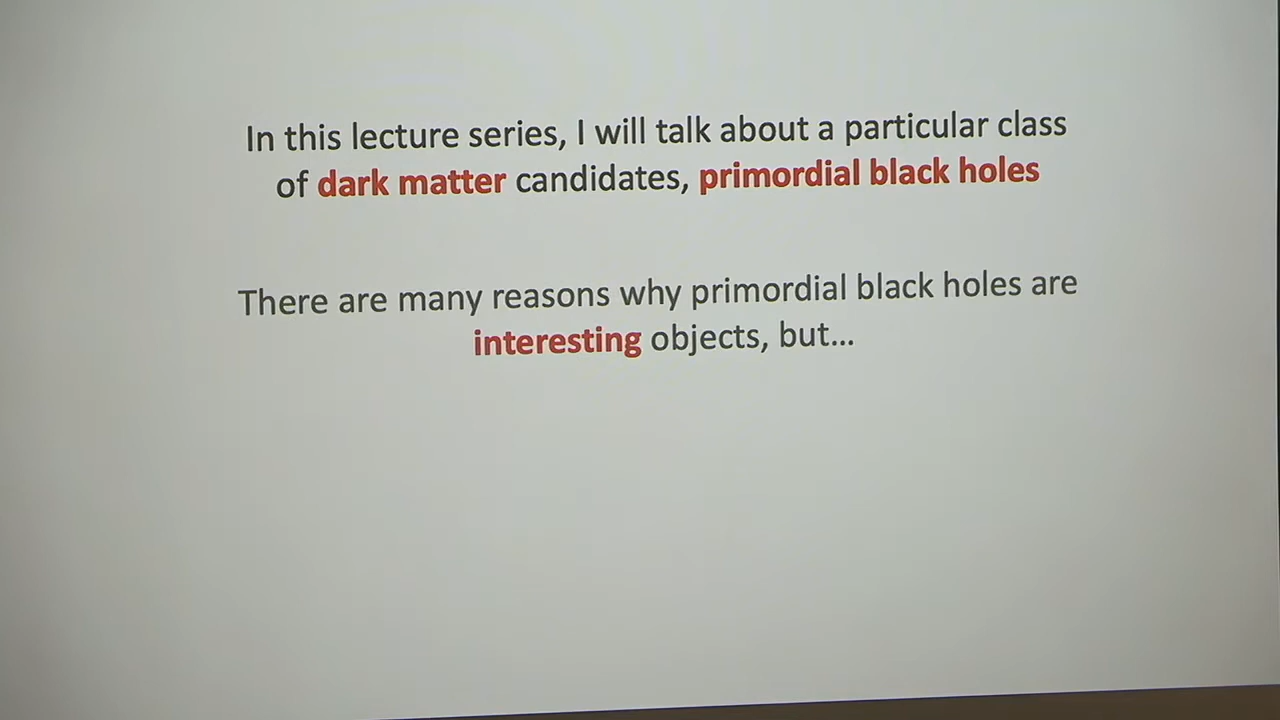 In this lecture series, I will talk about a particular class
of dark matter candidates, primordial black holes
There are many reasons why primordial black holes are
interesting objects, but...